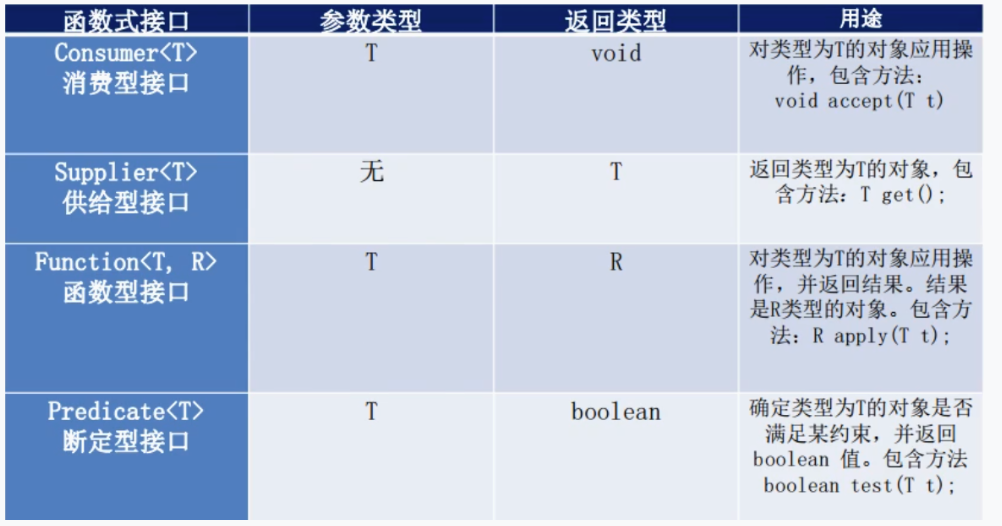 函数式接口 参数类型 返回类型 用途
Consumer<T>
消费型接口
T
void
对类型为T的对象应用操
作，包含方法：
void accept(T t)
Supplier<T>
供给型接口
无
T
返回类型为T的对象，包
含方法：T get();
Function<T, R>
函数型接口
T
R
对类型为T的对象应用操
作，并返回结果。结果
是R类型的对象。包含方
法：R apply(T t);
Predicate<T>
断定型接口
T
boolean
确定类型为T的对象是否
满足某约束，并返回
boolean 值。包含方法
boolean test(T t);